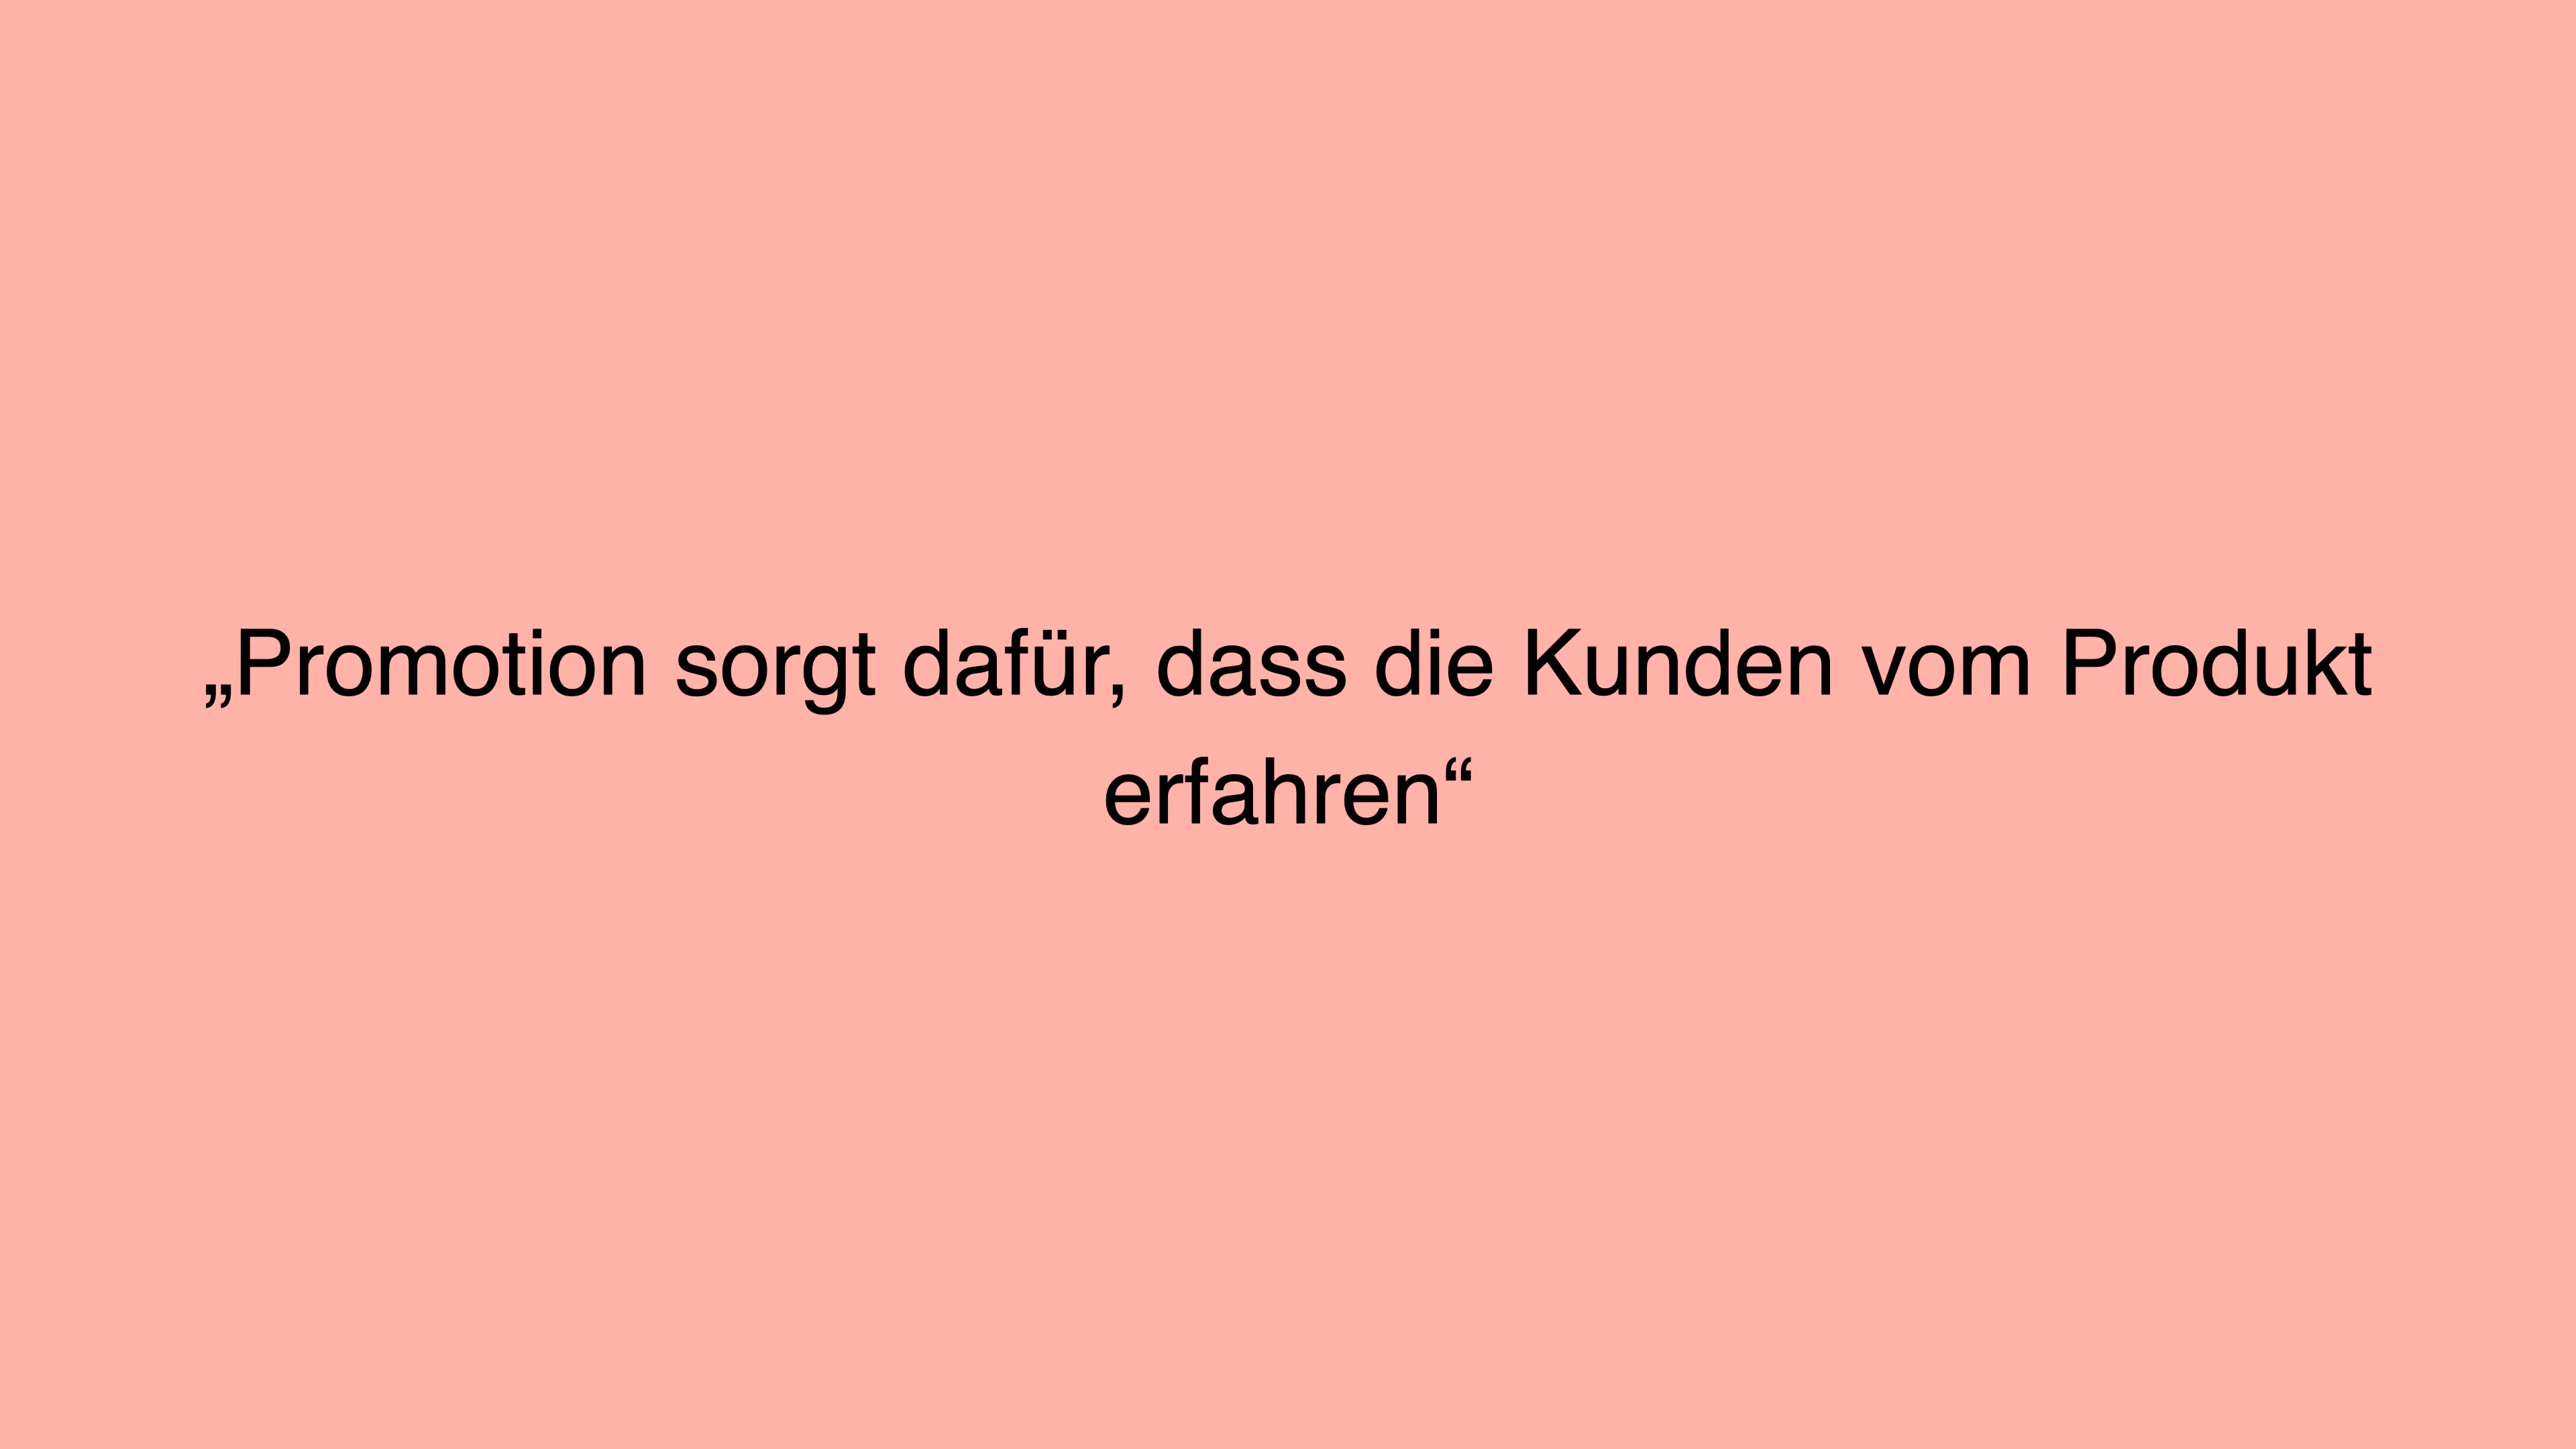 „Promotion sorgt dafür, dass die Kunden vom Produkt
erfahren“